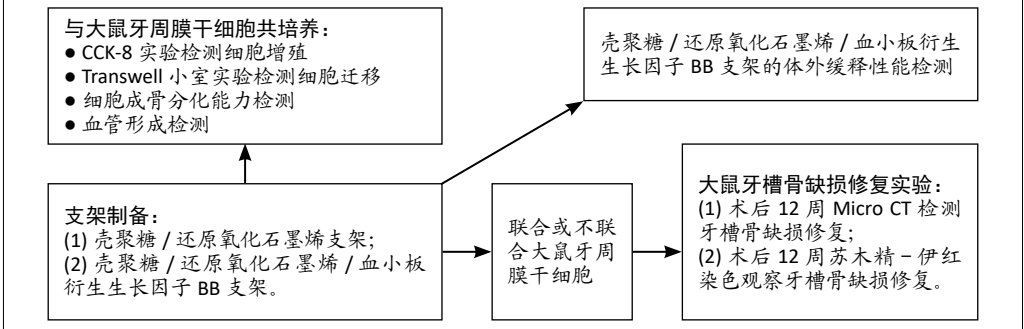 与大鼠牙周膜干细胞共培养：
● CCK-8 实验检测细胞增殖
● Transwell 小室实验检测细胞迁移
● 细胞成骨分化能力检测
● 血管形成检测
壳聚糖 / 还原氧化石墨烯 / 血小板衍生
生长因子 BB 支架的体外缓释性能检测
支架制备：
(1) 壳聚糖 / 还原氧化石墨烯支架;
(2) 壳聚糖 / 还原氧化石墨烯 / 血小板
衍生生长因子 BB 支架。
联合或不联
合大鼠牙周
膜干细胞
大鼠牙槽骨缺损修复实验：
(1) 术后 12 周 Micro CT 检测
牙槽骨缺损修复;
(2) 术后 12 周苏木精 – 伊红
染色观察牙槽骨缺损修复。